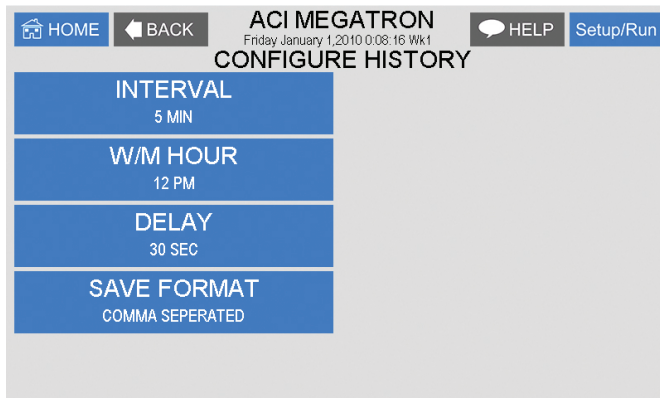 HOME
BACK
ACI MEGATRON
HELP
Setup/Run
Friday January 1,2010 0:08:16 Wk1
CONFIGURE HISTORY
INTERVAL
5 MIN
W/M HOUR
12 PM
DELAY
30 SEC
SAVE FORMAT
COMMA SEPERATED